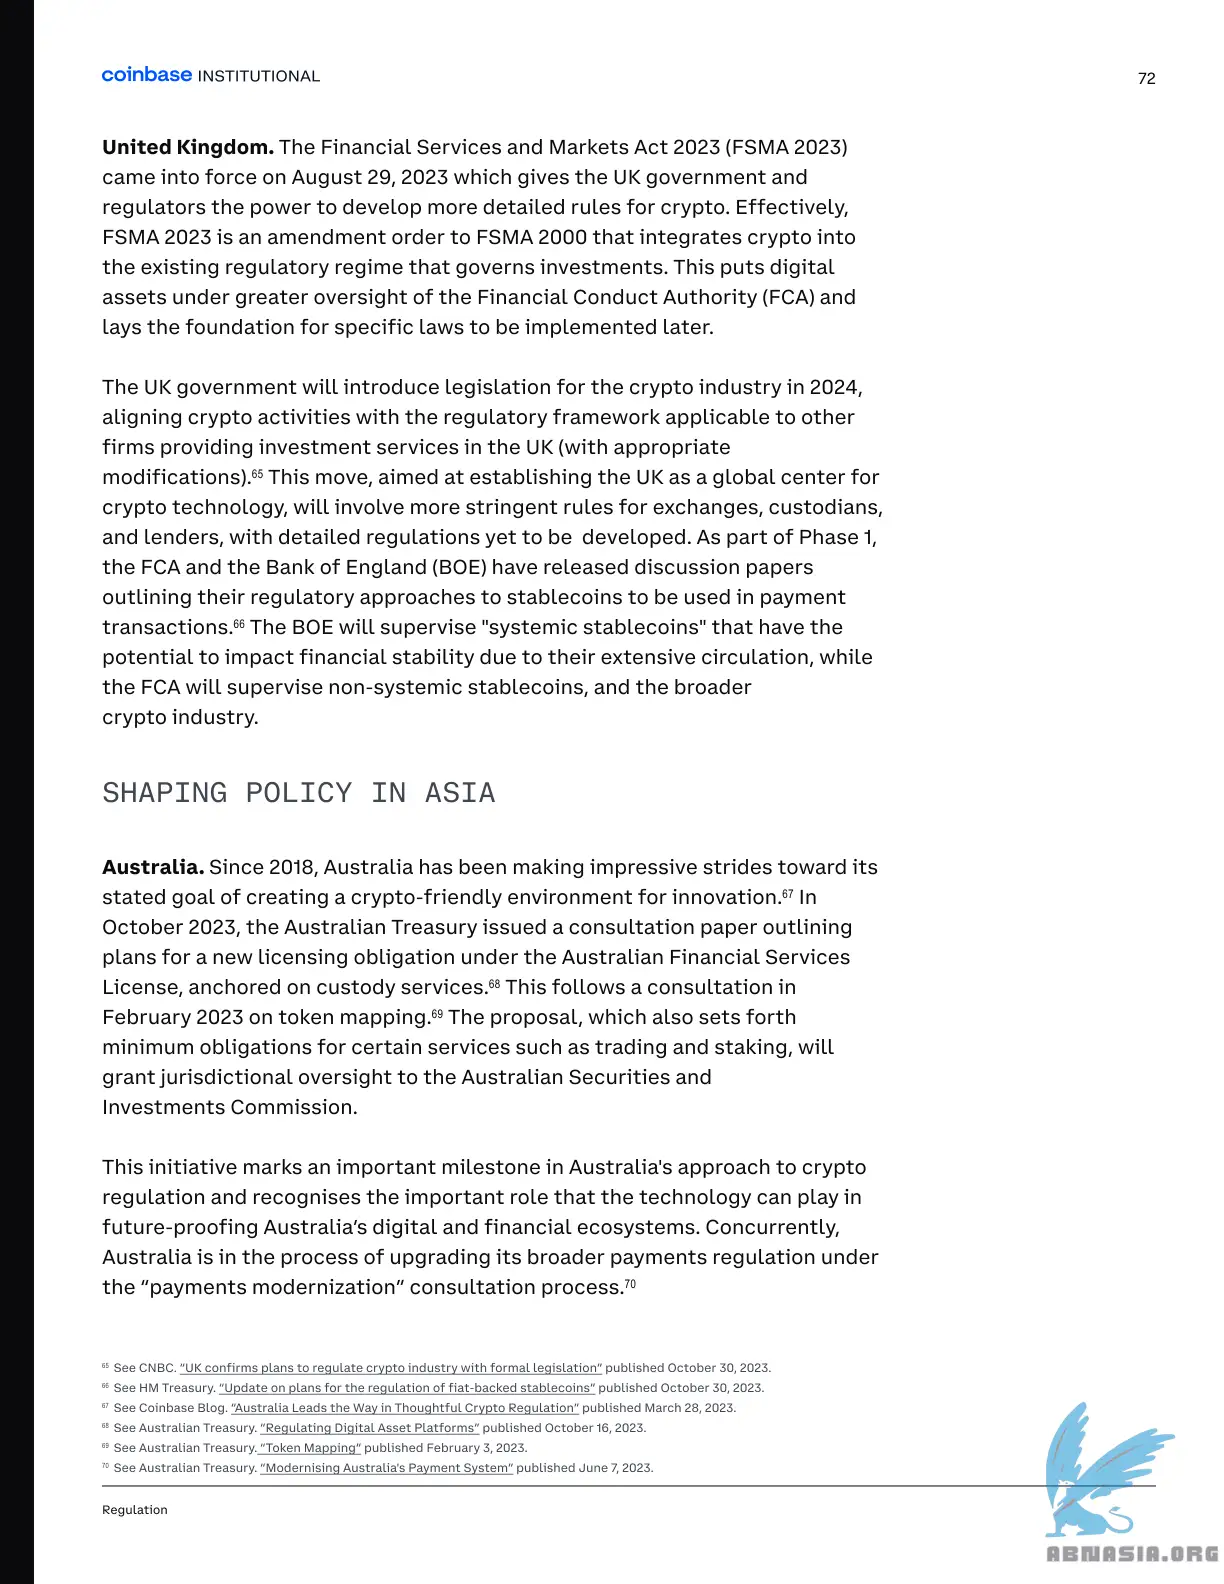 coinbase INSTITUTIONAL
72
United Kingdom. The Financial Services and Markets Act 2023 (FSMA 2023)
came into force on August 29, 2023 which gives the UK government and
regulators the power to develop more detailed rules for crypto. Effectively,
FSMA 2023 is an amendment order to FSMA 2000 that integrates crypto into
the existing regulatory regime that governs investments. This puts digital
assets under greater oversight of the Financial Conduct Authority (FCA) and
lays the foundation for specific laws to be implemented later.
The UK government will introduce legislation for the crypto industry in 2024,
aligning crypto activities with the regulatory framework applicable to other
firms providing investment services in the UK (with appropriate
modifications).⁶⁵ This move, aimed at establishing the UK as a global center for
crypto technology, will involve more stringent rules for exchanges, custodians,
and lenders, with detailed regulations yet to be  developed. As part of Phase 1,
the FCA and the Bank of England (BOE) have released discussion papers
outlining their regulatory approaches to stablecoins to be used in payment
transactions.⁶⁶ The BOE will supervise "systemic stablecoins" that have the
potential to impact financial stability due to their extensive circulation, while
the FCA will supervise non-systemic stablecoins, and the broader
crypto industry.
SHAPING POLICY IN ASIA
Australia. Since 2018, Australia has been making impressive strides toward its
stated goal of creating a crypto-friendly environment for innovation.⁶⁷ In
October 2023, the Australian Treasury issued a consultation paper outlining
plans for a new licensing obligation under the Australian Financial Services
License, anchored on custody services.⁶⁸ This follows a consultation in
February 2023 on token mapping.⁶⁹ The proposal, which also sets forth
minimum obligations for certain services such as trading and staking, will
grant jurisdictional oversight to the Australian Securities and
Investments Commission.
This initiative marks an important milestone in Australia's approach to crypto
regulation and recognises the important role that the technology can play in
future-proofing Australia’s digital and financial ecosystems. Concurrently,
Australia is in the process of upgrading its broader payments regulation under
the “payments modernization” consultation process.⁷⁰
⁶⁵ See CNBC. “UK confirms plans to regulate crypto industry with formal legislation” published October 30, 2023.
⁶⁶ See HM Treasury. “Update on plans for the regulation of fiat-backed stablecoins” published October 30, 2023.
⁶⁷ See Coinbase Blog. “Australia Leads the Way in Thoughtful Crypto Regulation” published March 28, 2023.
⁶⁸ See Australian Treasury. “Regulating Digital Asset Platforms” published October 16, 2023.
⁶⁹ See Australian Treasury. “Token Mapping” published February 3, 2023.
⁷⁰ See Australian Treasury. “Modernising Australia's Payment System” published June 7, 2023.
Regulation
ABNASIA.ORG